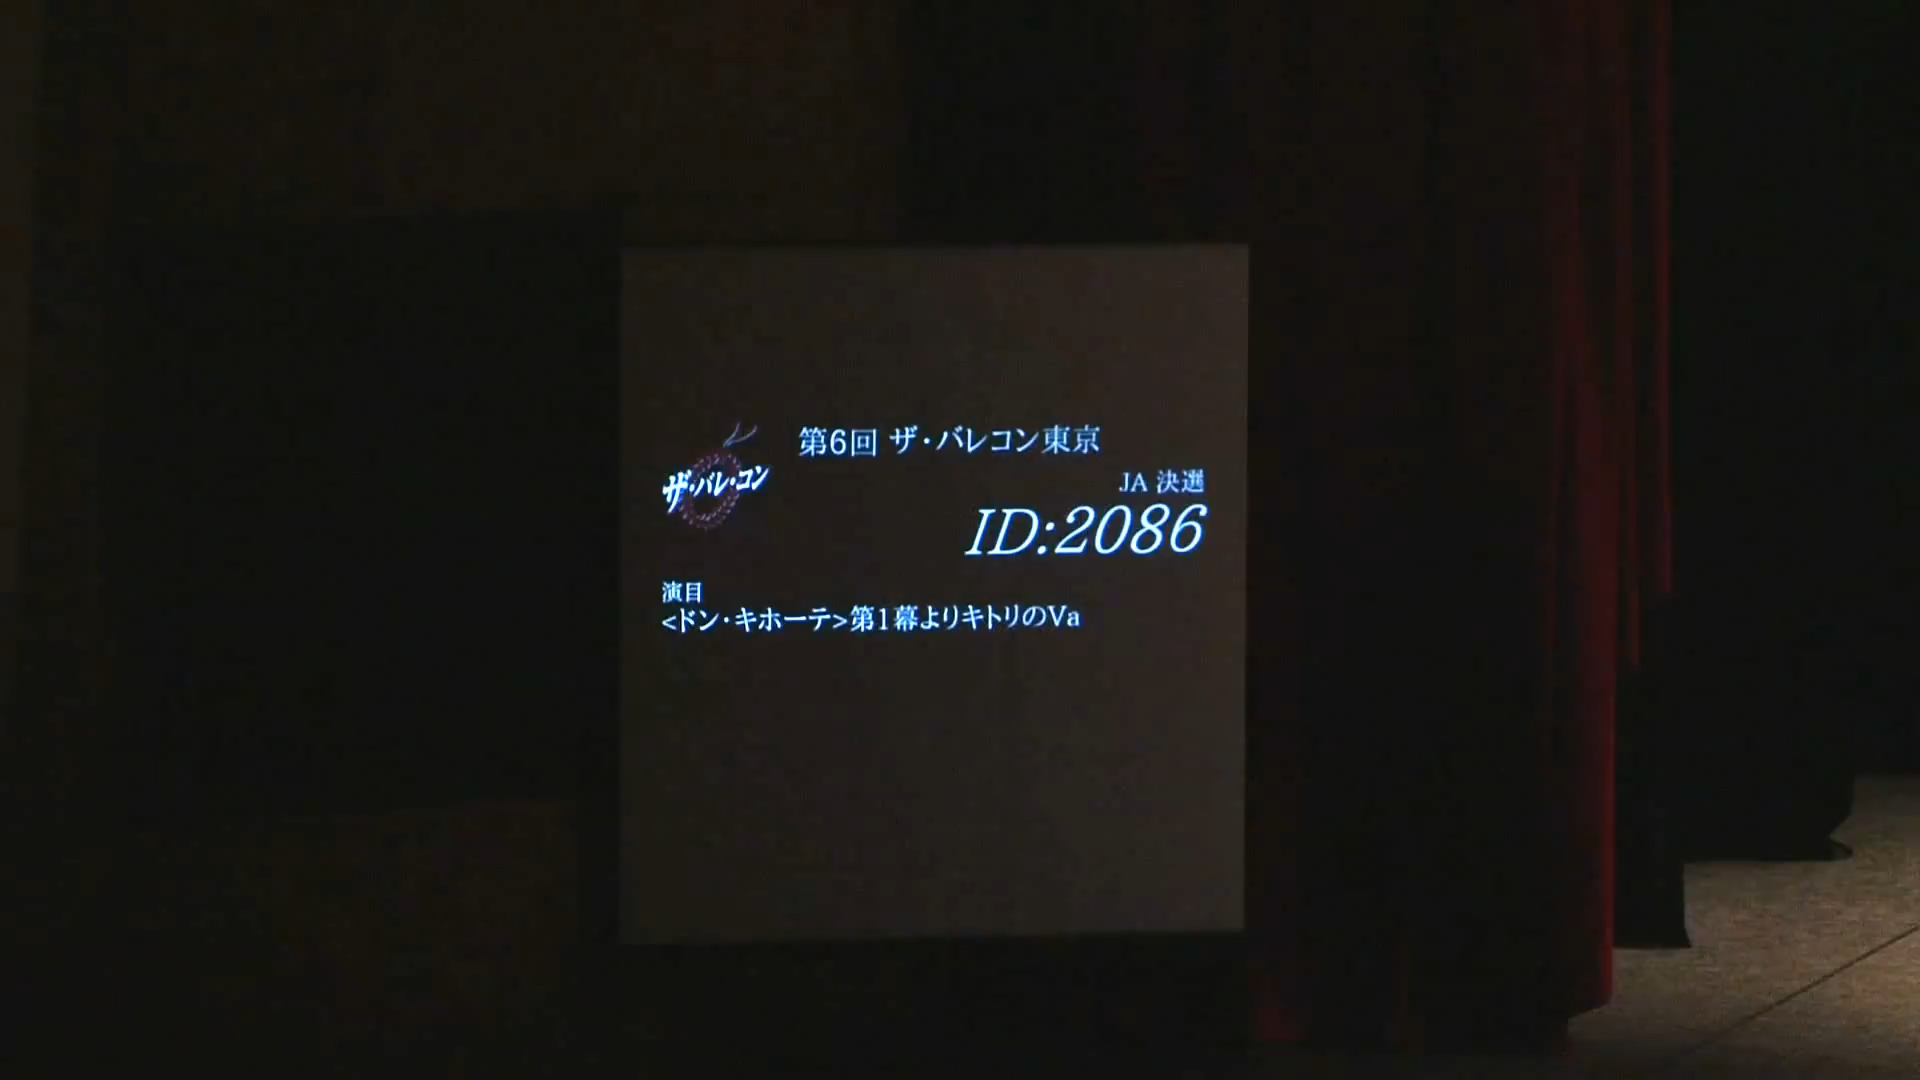 ザ・バレ・コン
第6回 ザ・バレコン東京
JA 決選
ID:2086
演目
<ドン・キホーテ>第1幕よりキトリのVa